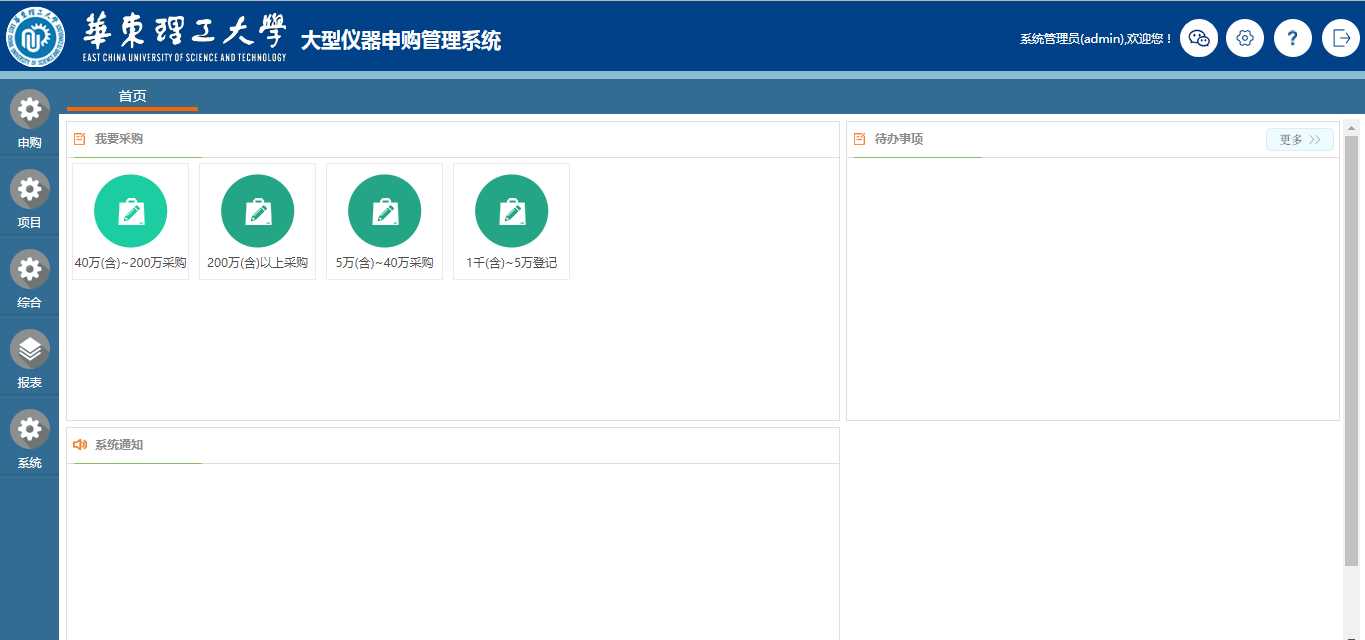 華東理工大學
EAST CHINA UNIVERSITY OF SCIENCE AND TECHNOLOGY
大型仪器申购管理系统
系统管理员(admin),欢迎您！
?
首页
申购
项目
综合
报表
系统
我要采购
40万(含)~200万采购
200万(含)以上采购
5万(含)~40万采购
1千(含)~5万登记
待办事项
更多 >>
系统通知